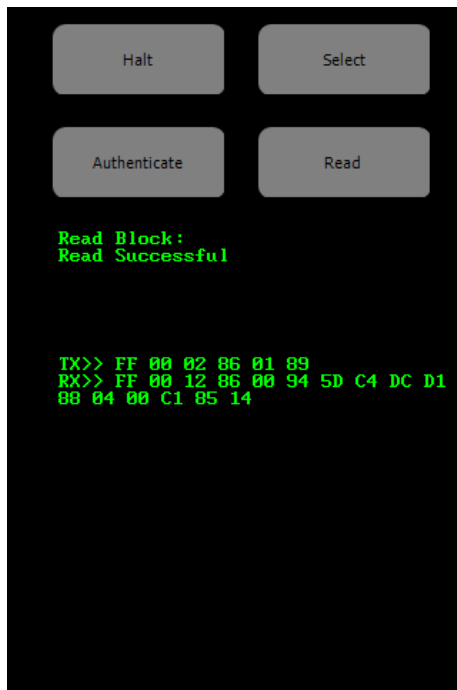 Halt
Select
Authenticate
Read
Read Block:
Read Successful
TX>> FF 00 02 86 01 89
RX>> FF 00 12 86 00 94 5D C4 DC D1
88 04 00 C1 85 14